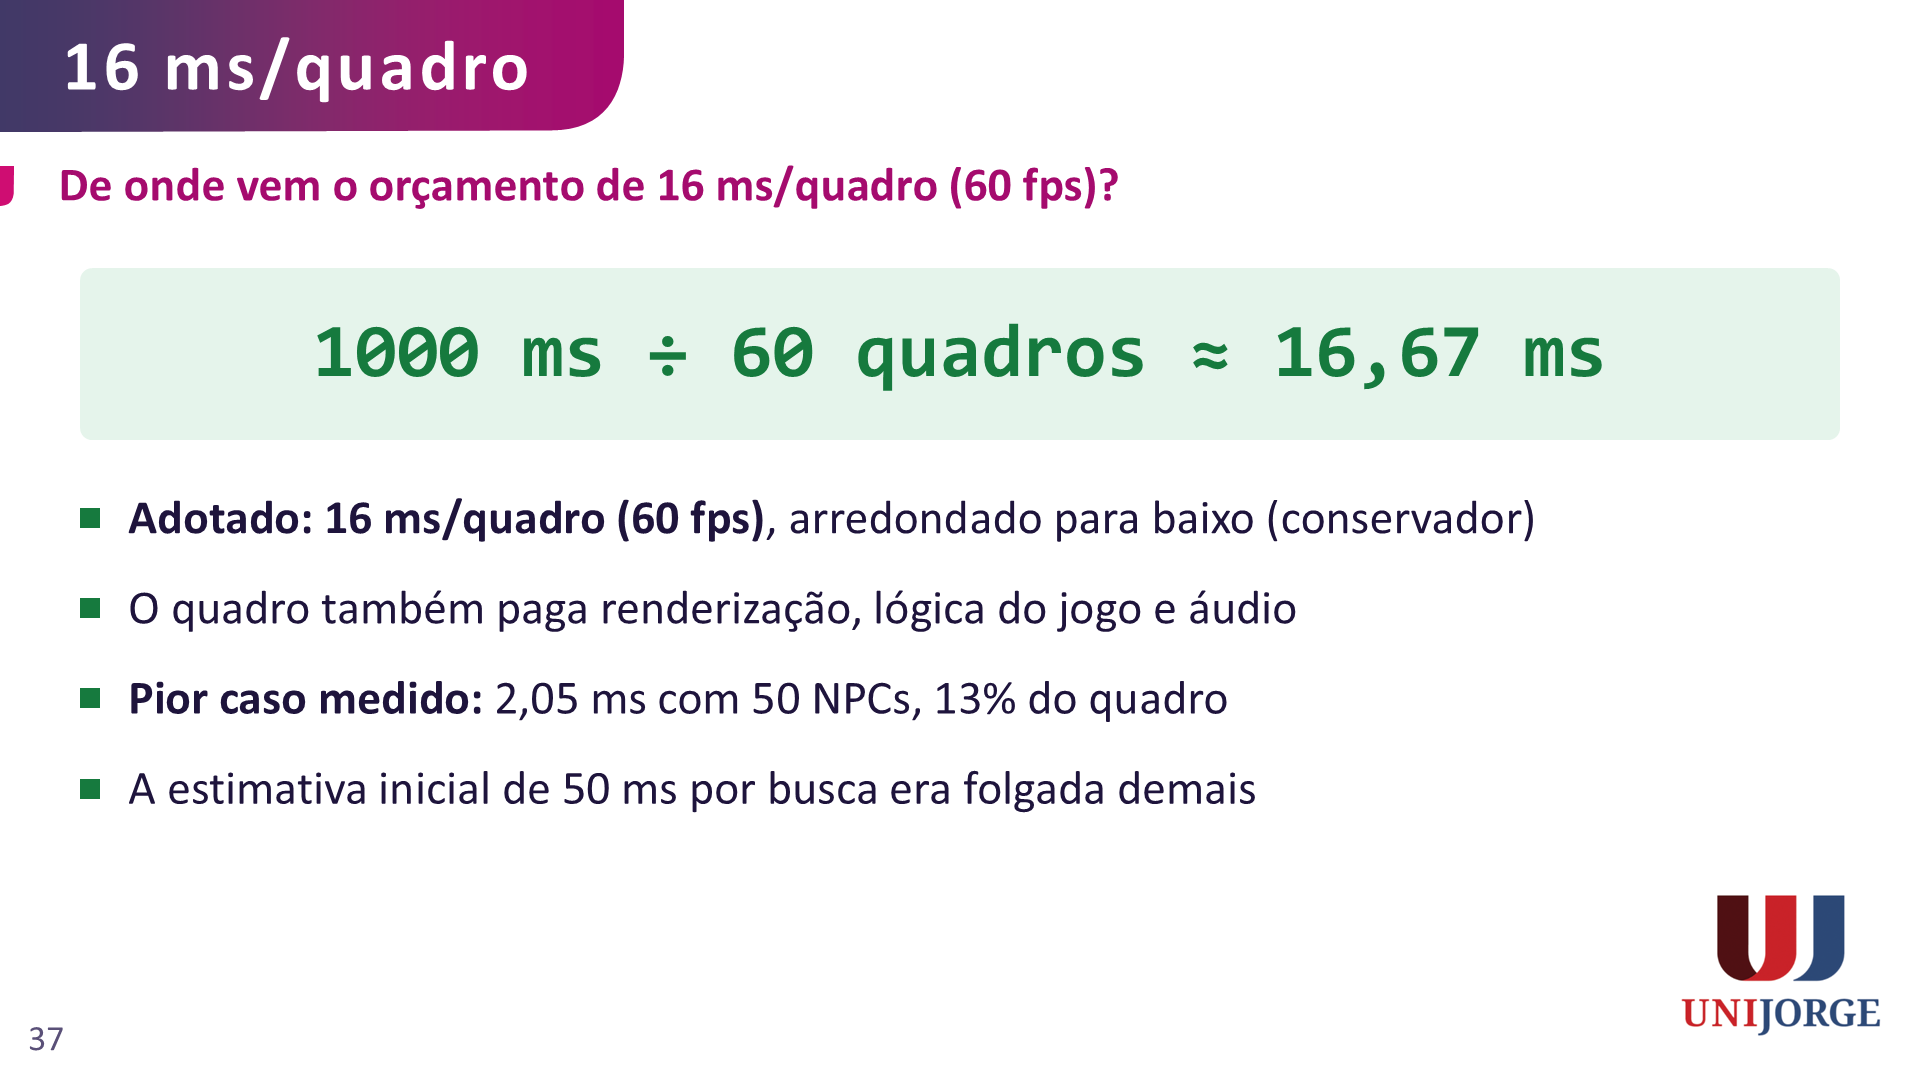 16 ms/quadro
De onde vem o orçamento de 16 ms/quadro (60 fps)?
1000 ms ÷ 60 quadros ≈ 16,67 ms
Adotado: 16 ms/quadro (60 fps), arredondado para baixo (conservador)
O quadro também paga renderização, lógica do jogo e áudio
Pior caso medido: 2,05 ms com 50 NPCs, 13% do quadro
A estimativa inicial de 50 ms por busca era folgada demais
UNIJORGE
37